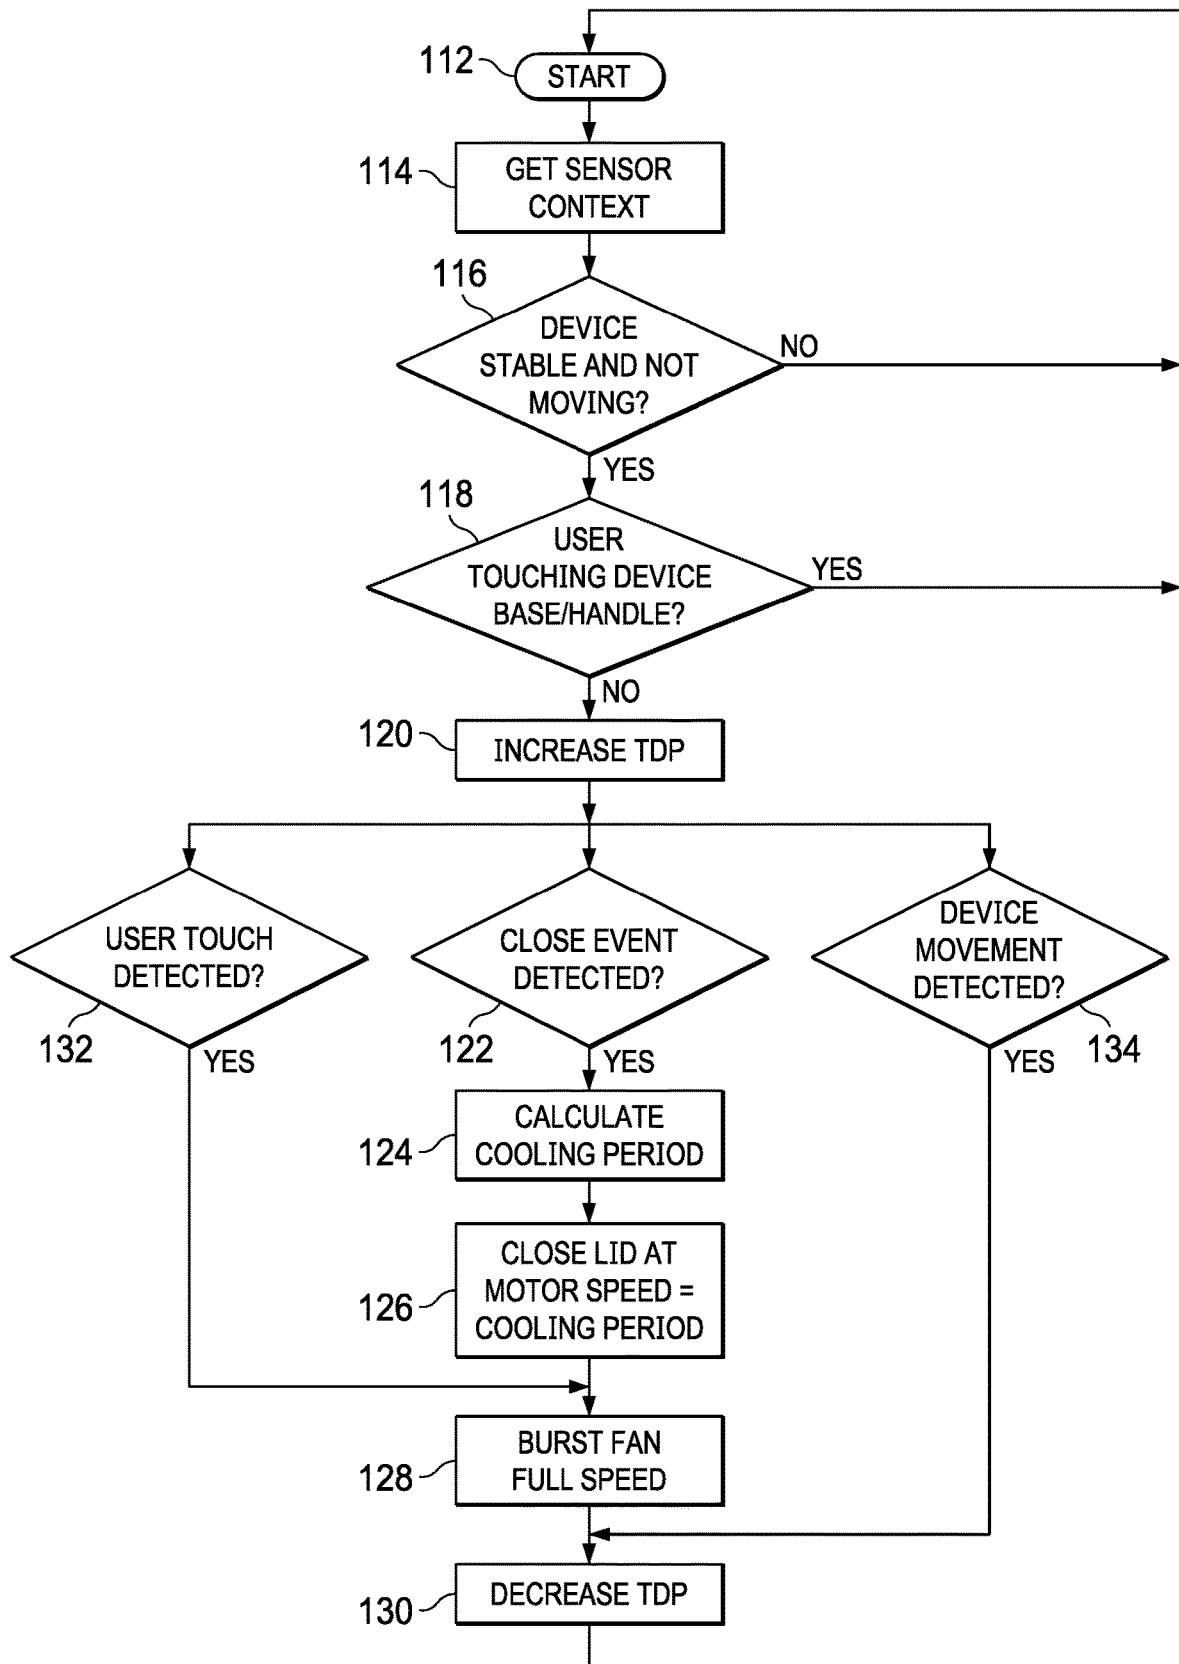 112
START
114
GET SENSOR
CONTEXT
116
DEVICE
STABLE AND NOT
MOVING?
NO
YES
118
USER
TOUCHING DEVICE
BASE/HANDLE?
YES
NO
120
INCREASE TDP
USER TOUCH
DETECTED?
132
YES
CLOSE EVENT
DETECTED?
122
YES
DEVICE
MOVEMENT
DETECTED?
134
YES
124
CALCULATE
COOLING PERIOD
126
CLOSE LID AT
MOTOR SPEED =
COOLING PERIOD
128
BURST FAN
FULL SPEED
130
DECREASE TDP